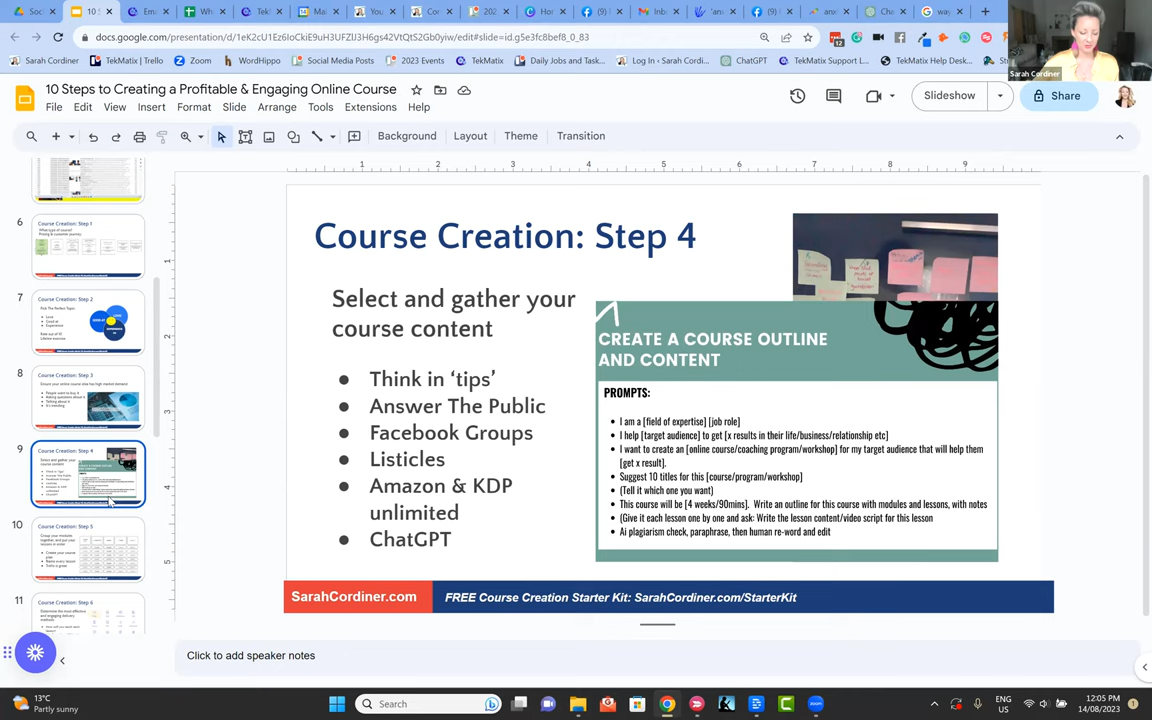 docs.google.com/presentation/d/1eK2cU1Ez6IoCkiE9uH3UFZU3H6gs42VtQtS2Gb0yiw/edit#slide=id.g5e3fc8bef8_0_83
Sarah Cordiner
TekMatix | Trello
Zoom
WordHippo
Social Media Posts
2023 Events
TekMatix
Daily Jobs and Task...
Log In ‹ Sarah Cordi...
ChatGPT
TekMatix Support L...
TekMatix Help Desk...
Sarah Cordiner
10 Steps to Creating a Profitable & Engaging Online Course
File Edit View Insert Format Slide Arrange Tools Extensions Help
Slideshow
Share
Background Layout Theme Transition
1 2 3 4 5 6 7 8 9
6
Course Creation: Step 1
7
Course Creation: Step 2
8
Course Creation: Step 3
9
Course Creation: Step 4
10
Course Creation: Step 5
11
Course Creation: Step 6
Course Creation: Step 4
Select and gather your
course content
● Think in ‘tips’
● Answer The Public
● Facebook Groups
● Listicles
● Amazon & KDP
unlimited
● ChatGPT
CREATE A COURSE OUTLINE
AND CONTENT
PROMPTS:
• I am a [field of expertise] [job role]
• I help [target audience] to get [x results in their life/business/relationship etc]
• I want to create an [online course/coaching program/workshop] for my target audience that will help them
[get x result].
• Suggest 10 titles for this [course/program/workshop]
• (Tell it which one you want)
• This course will be [4 weeks/90mins]. Write an outline for this course with modules and lessons, with notes
• (Give it each lesson one by one and ask: Write the lesson content/video script for this lesson
• Ai plagiarism check, paraphrase, then human re-word and edit
SarahCordiner.com
FREE Course Creation Starter Kit: SarahCordiner.com/StarterKit
Click to add speaker notes
13°C
Partly sunny
Search
ENG
US
12:05 PM
14/08/2023